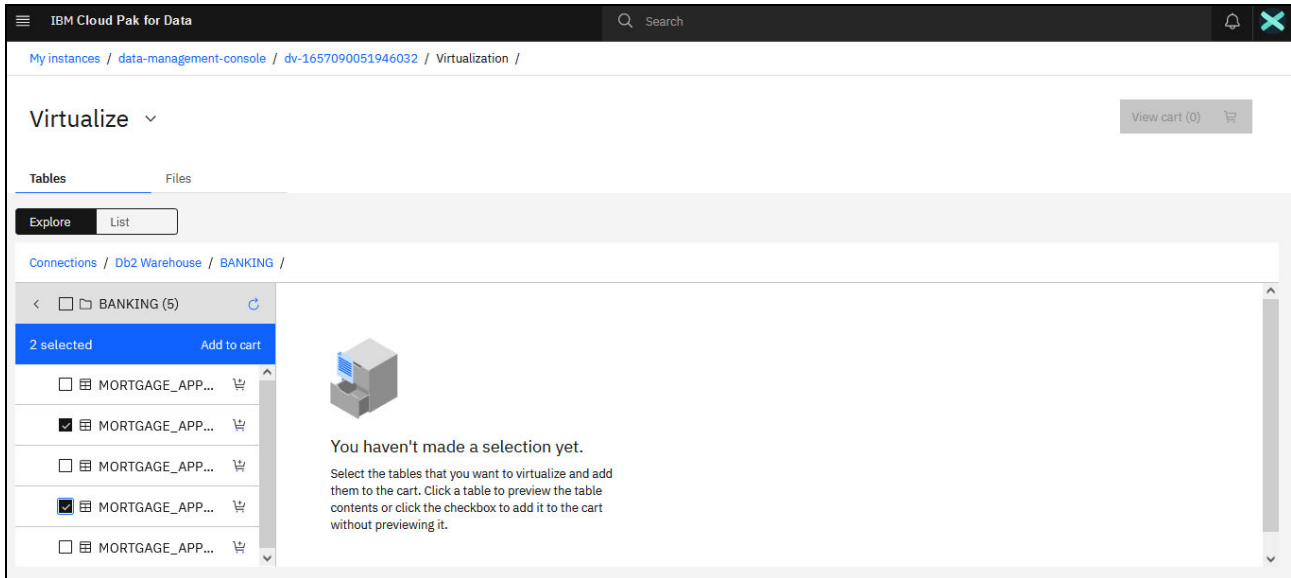 IBM Cloud Pak for Data
Search
My instances / data-management-console / dv-1657090051946032 / Virtualization /
Virtualize
View cart (0)
Tables Files
Explore List
Connections / Db2 Warehouse / BANKING /
BANKING (5)
2 selected Add to cart
MORTGAGE_APP...
MORTGAGE_APP...
MORTGAGE_APP...
MORTGAGE_APP...
MORTGAGE_APP...
You haven't made a selection yet.
Select the tables that you want to virtualize and add
them to the cart. Click a table to preview the table
contents or click the checkbox to add it to the cart
without previewing it.